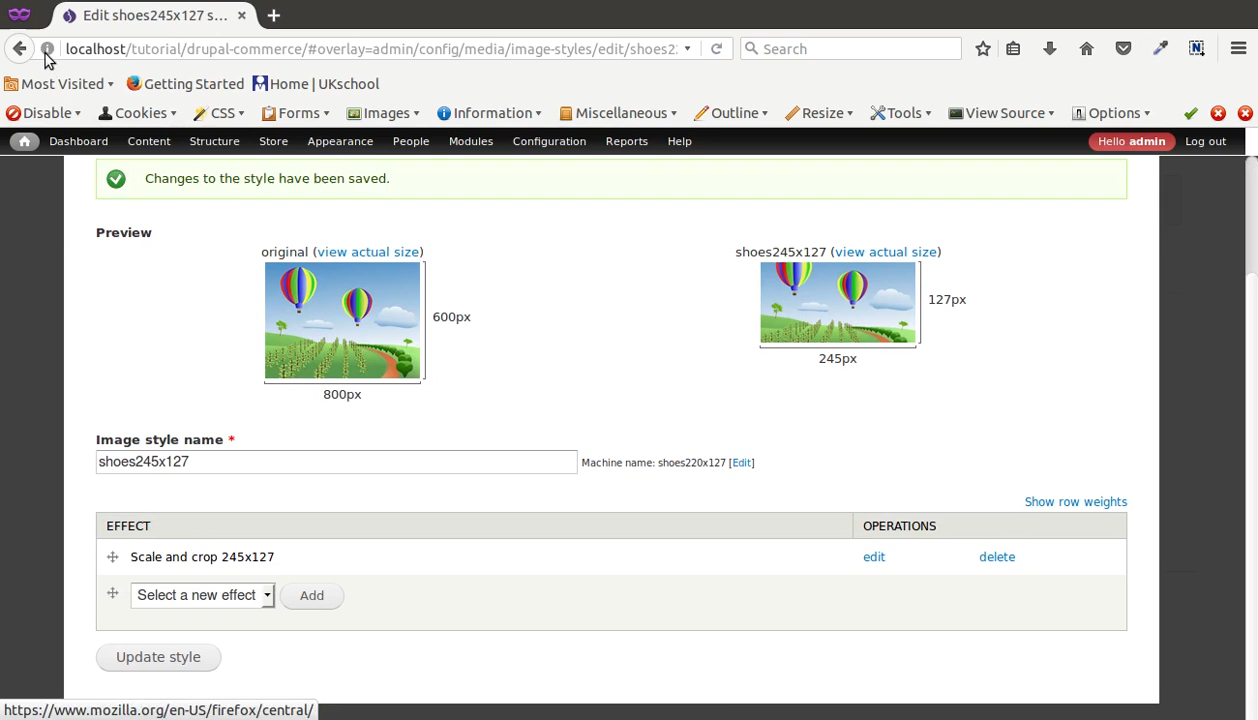 Edit shoes245x127 s...
localhost/tutorial/drupal-commerce/#overlay=admin/config/media/image-styles/edit/shoes2
Search
Most Visited
Getting Started
Home | UKschool
Disable
Cookies
CSS
Forms
Images
Information
Miscellaneous
Outline
Resize
Tools
View Source
Options
Dashboard
Content
Structure
Store
Appearance
People
Modules
Configuration
Reports
Help
Hello admin
Log out
Changes to the style have been saved.
Preview
original (view actual size)
600px
800px
shoes245x127 (view actual size)
127px
245px
Image style name *
shoes245x127
Machine name: shoes220x127 [Edit]
Show row weights
EFFECT
OPERATIONS
Scale and crop 245x127
edit
delete
Select a new effect
Add
Update style
https://www.mozilla.org/en-US/firefox/central/